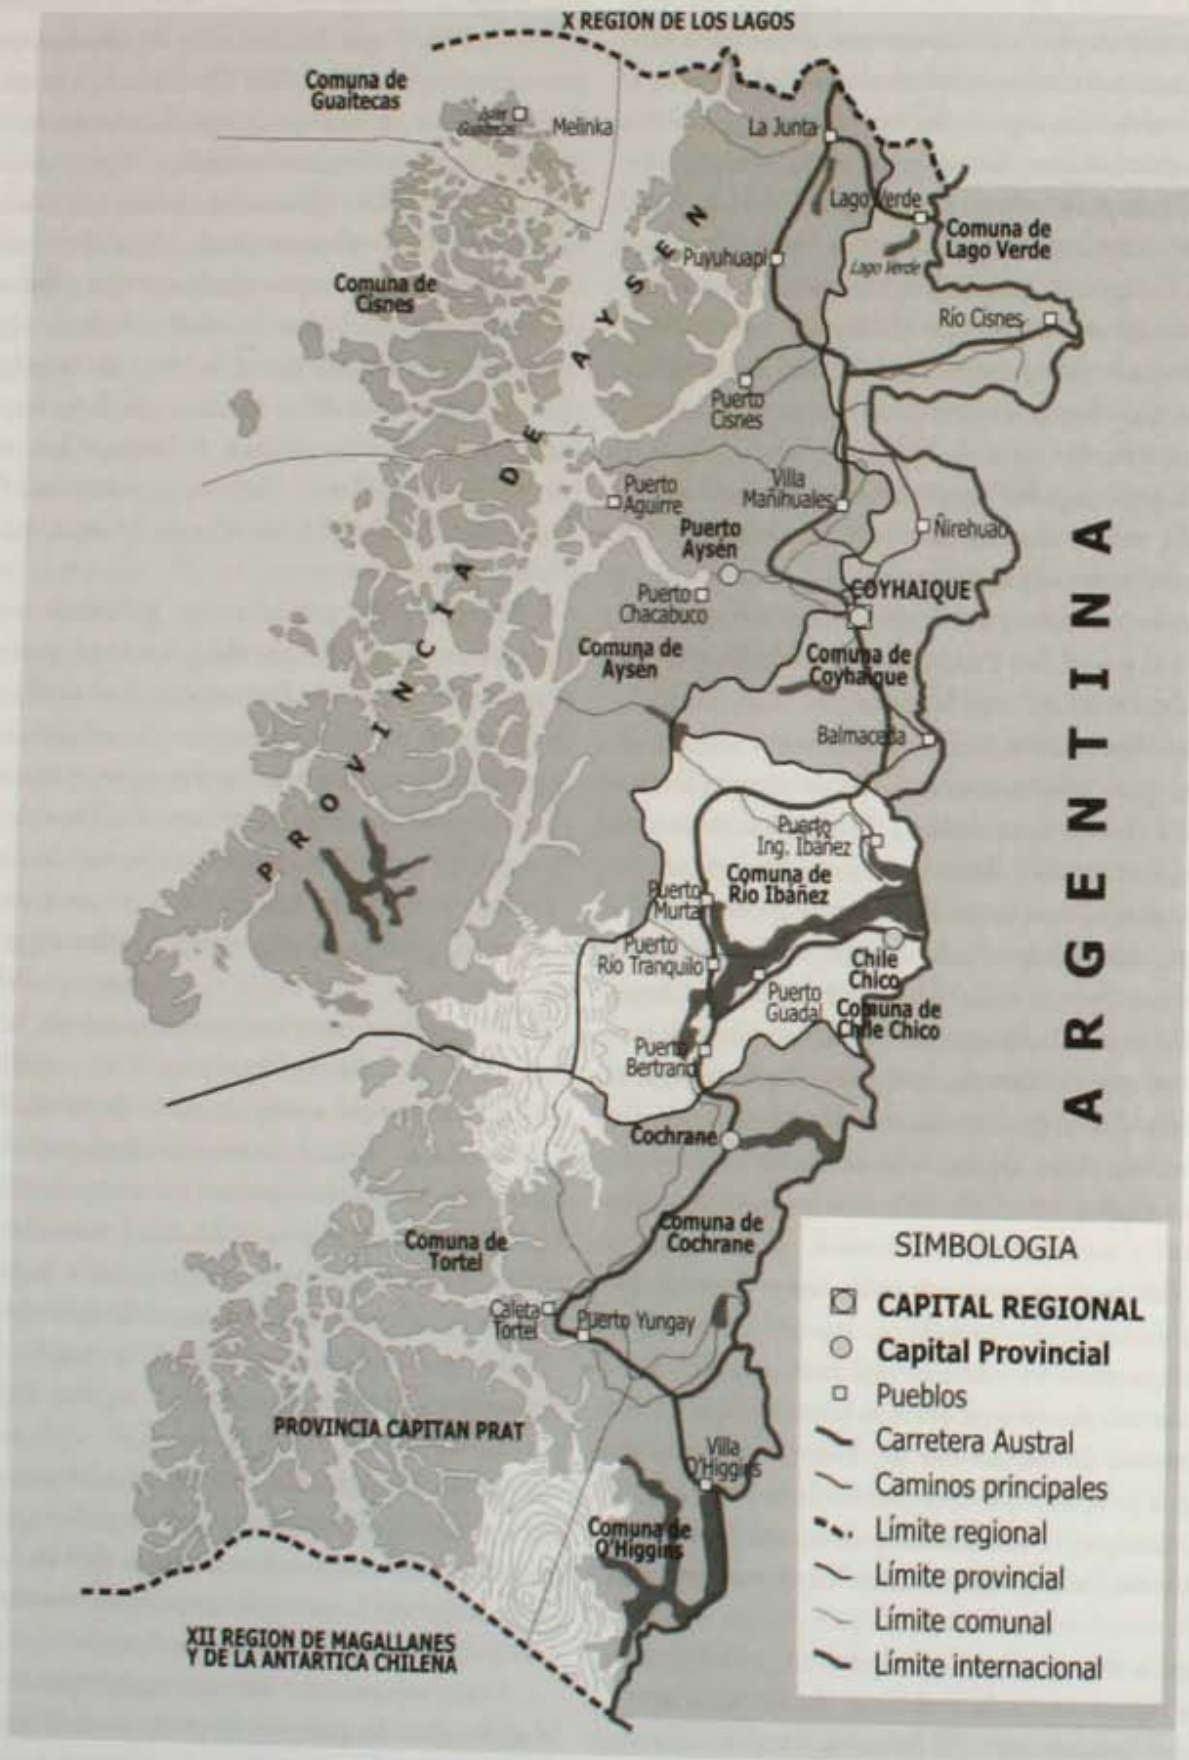 X REGION DE LOS LAGOS
Comuna de
Guaitecas
Islas
Guaitecas
Melinka
La Junta
Lago Verde
Comuna de
Lago Verde
Lago Verde
Puyuhuapi
Comuna de
Cisnes
Río Cisnes
Puerto
Cisnes
PROVINCIA DE AYSEN
Puerto
Aguirre
Villa
Mañihuales
Ñirehuao
Puerto
Aysén
Puerto
Chacabuco
COYHAIQUE
Comuna de
Aysén
Comuna de
Coyhaique
Balmaceda
ARGENTINA
Puerto
Ing. Ibáñez
Comuna de
Río Ibáñez
Puerto
Murta
Puerto
Río Tranquilo
Chile
Chico
Puerto
Guadal
Comuna de
Chile Chico
Puerto
Bertrand
Cochrane
Comuna de
Cochrane
Comuna de
Tortel
Caleta
Tortel
Puerto Yungay
PROVINCIA CAPITAN PRAT
Villa
O'Higgins
Comuna de
O'Higgins
XII REGION DE MAGALLANES
Y DE LA ANTARTICA CHILENA
SIMBOLOGIA
CAPITAL REGIONAL
Capital Provincial
Pueblos
Carretera Austral
Caminos principales
Límite regional
Límite provincial
Límite comunal
Límite internacional